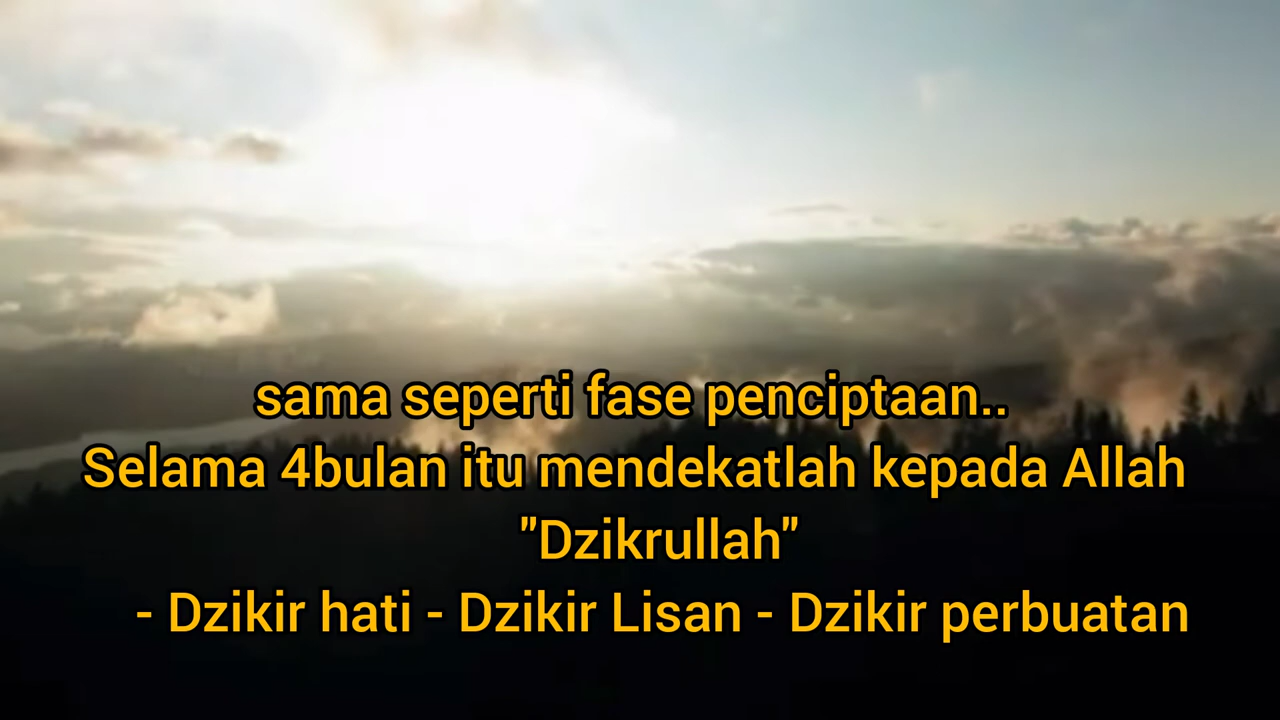 sama seperti fase penciptaan..
Selama 4bulan itu mendekatlah kepada Allah
"Dzikrullah"
- Dzikir hati - Dzikir Lisan - Dzikir perbuatan